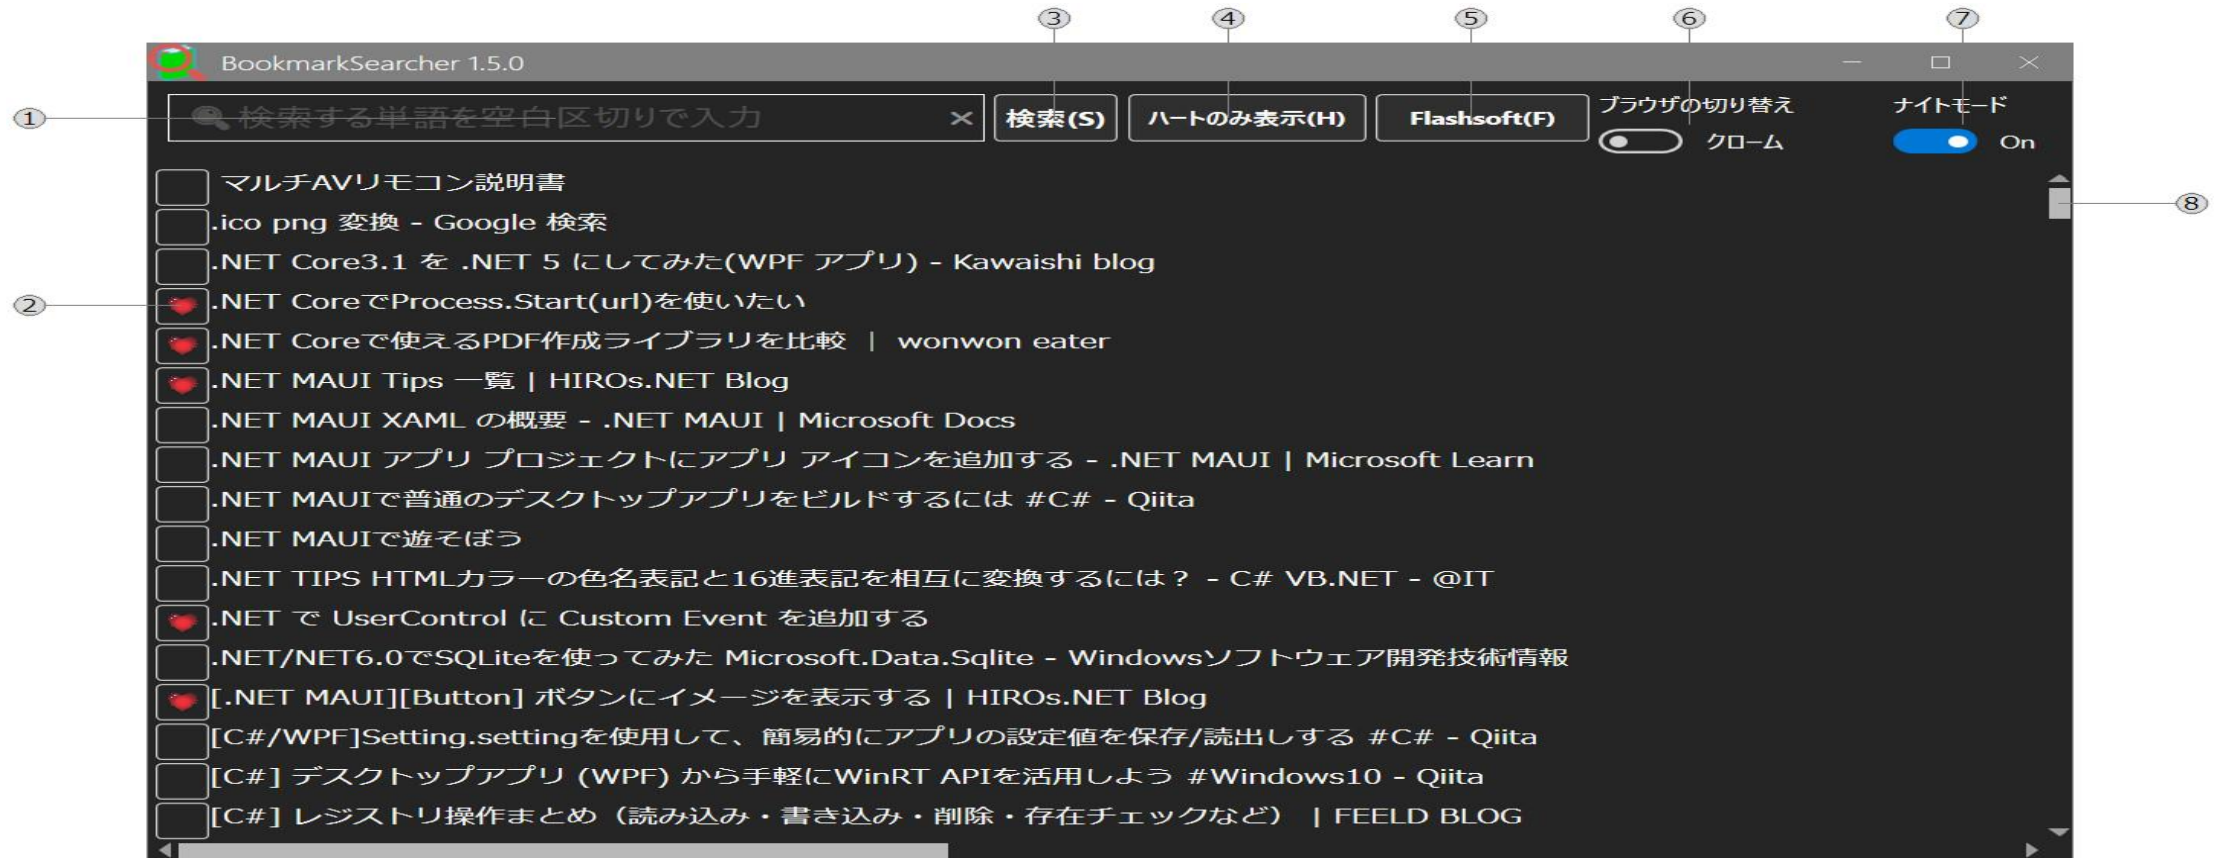 ③ ④ ⑤ ⑥ ⑦
BookmarkSearcher 1.5.0
① 検索する単語を空白区切りで入力 検索(S) ハートのみ表示(H) Flashsoft(F) ブラウザの切り替え ナイトモード
クローム On
マルチAVリモコン説明書
⑧
.ico png 変換 - Google 検索
.NET Core3.1 を .NET 5 にしてみた(WPF アプリ) - Kawaishi blog
② .NET CoreでProcess.Start(url)を使いたい
.NET Coreで使えるPDF作成ライブラリを比較 | wonwon eater
.NET MAUI Tips 一覧 | HIROs.NET Blog
.NET MAUI XAML の概要 - .NET MAUI | Microsoft Docs
.NET MAUI アプリ プロジェクトにアプリ アイコンを追加する - .NET MAUI | Microsoft Learn
.NET MAUIで普通のデスクトップアプリをビルドするには #C# - Qiita
.NET MAUIで遊そぼう
.NET TIPS HTMLカラーの色名表記と16進表記を相互に変換するには？ - C# VB.NET - @IT
.NET で UserControl に Custom Event を追加する
.NET/NET6.0でSQLiteを使ってみた Microsoft.Data.Sqlite - Windowsソフトウェア開発技術情報
[.NET MAUI][Button] ボタンにイメージを表示する | HIROs.NET Blog
[C#/WPF]Setting.settingを使用して、簡易的にアプリの設定値を保存/読出しする #C# - Qiita
[C#] デスクトップアプリ (WPF) から手軽にWinRT APIを活用しよう #Windows10 - Qiita
[C#] レジストリ操作まとめ（読み込み・書き込み・削除・存在チェックなど） | FEELD BLOG